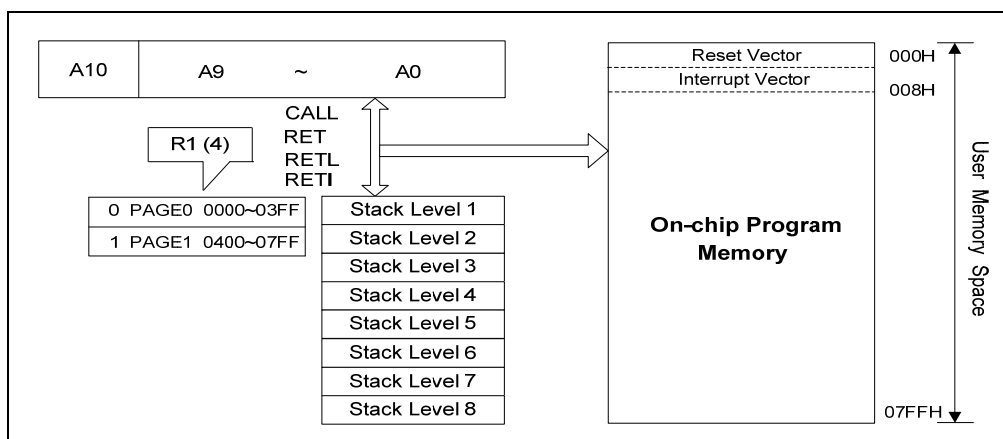 A10 A9 ~ A0
CALL
RET
RETL
RETI
R1 (4)
0 PAGE0 0000~03FF
1 PAGE1 0400~07FF
Stack Level 1
Stack Level 2
Stack Level 3
Stack Level 4
Stack Level 5
Stack Level 6
Stack Level 7
Stack Level 8
Reset Vector
Interrupt Vector
On-chip Program
Memory
000H
008H
07FFH
User Memory Space